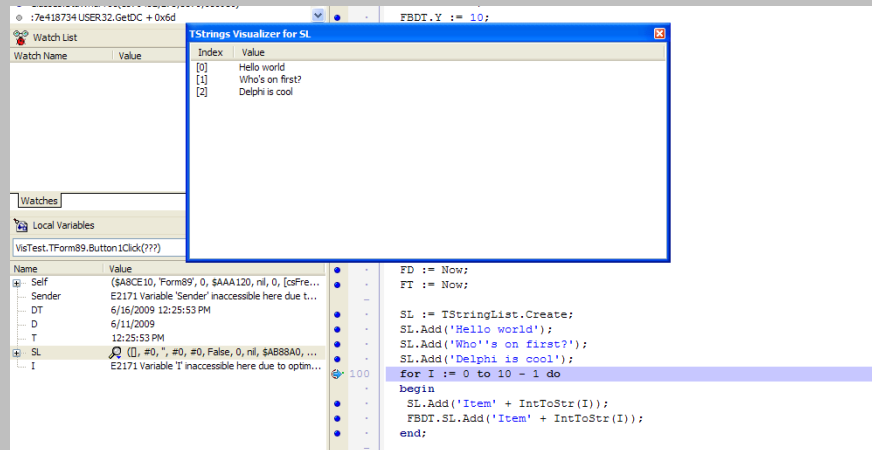 :7e418734 USER32.GetDC + 0x6d
Watch List
Watch Name Value
Watches
Local Variables
VisTest.TForm89.Button1Click(???)
Name Value
Self ($A8CE10, 'Form89', 0, $AAA120, nil, 0, [csFre...
Sender E2171 Variable 'Sender' inaccessible here due t...
DT 6/16/2009 12:25:53 PM
D 6/11/2009
T 12:25:53 PM
SL ([], #0, '', #0, #0, False, 0, nil, $AB88A0, ...
I E2171 Variable 'I' inaccessible here due to optim...
TStrings Visualizer for SL
Index Value
[0] Hello world
[1] Who's on first?
[2] Delphi is cool
FBDT.Y := 10;
FD := Now;
FT := Now;
SL := TStringList.Create;
SL.Add('Hello world');
SL.Add('Who''s on first?');
SL.Add('Delphi is cool');
100 for I := 0 to 10 - 1 do
begin
SL.Add('Item' + IntToStr(I));
FBDT.SL.Add('Item' + IntToStr(I));
end;